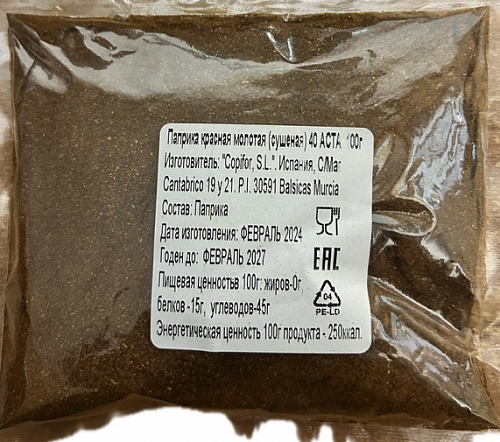 Паприка красная молотая (сушеная) 40 АСТА 100г
Изготовитель: "Copifor, S.L.". Испания, С/Mar
Cantabrico 19 y 21. P.I. 30591 Balsicas Murcia
Состав: Паприка
Дата изготовления: ФЕВРАЛЬ 2024
Годен до: ФЕВРАЛЬ 2027
EAC
Пищевая ценностьв 100г: жиров-0г,
белков -15г, углеводов-45г
04
PE-LD
Энергетическая ценность 100г продукта - 250ккал.